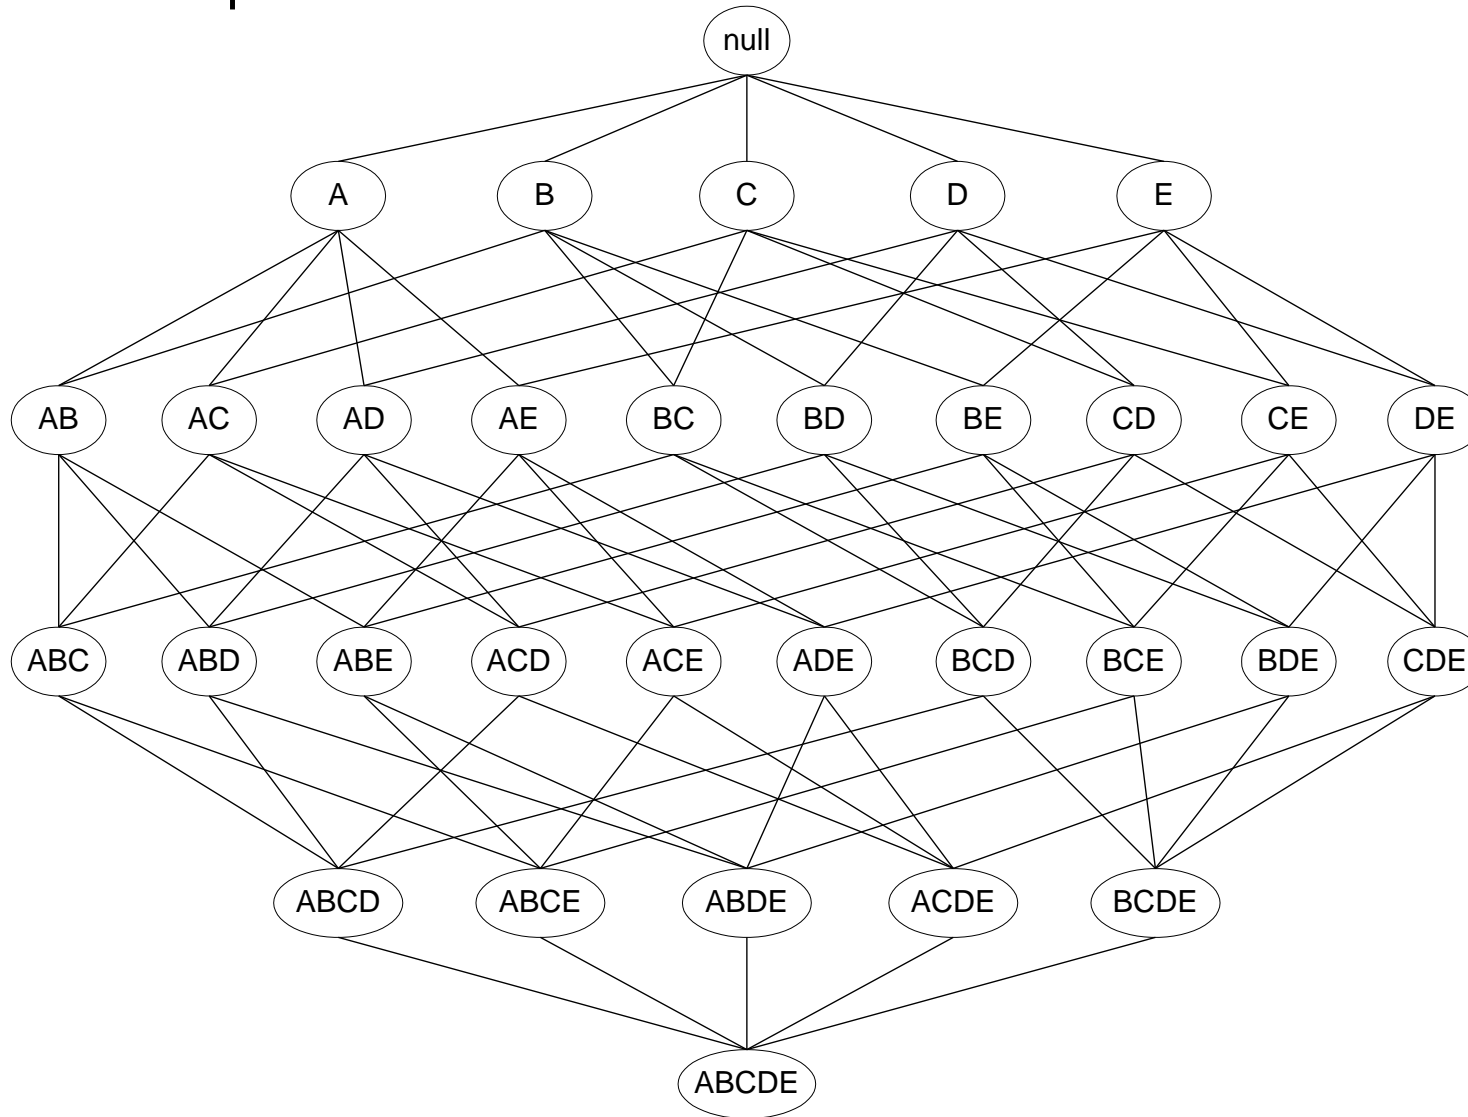 null
A B C D E
AB AC AD AE BC BD BE CD CE DE
ABC ABD ABE ACD ACE ADE BCD BCE BDE CDE
ABCD ABCE ABDE ACDE BCDE
ABCDE